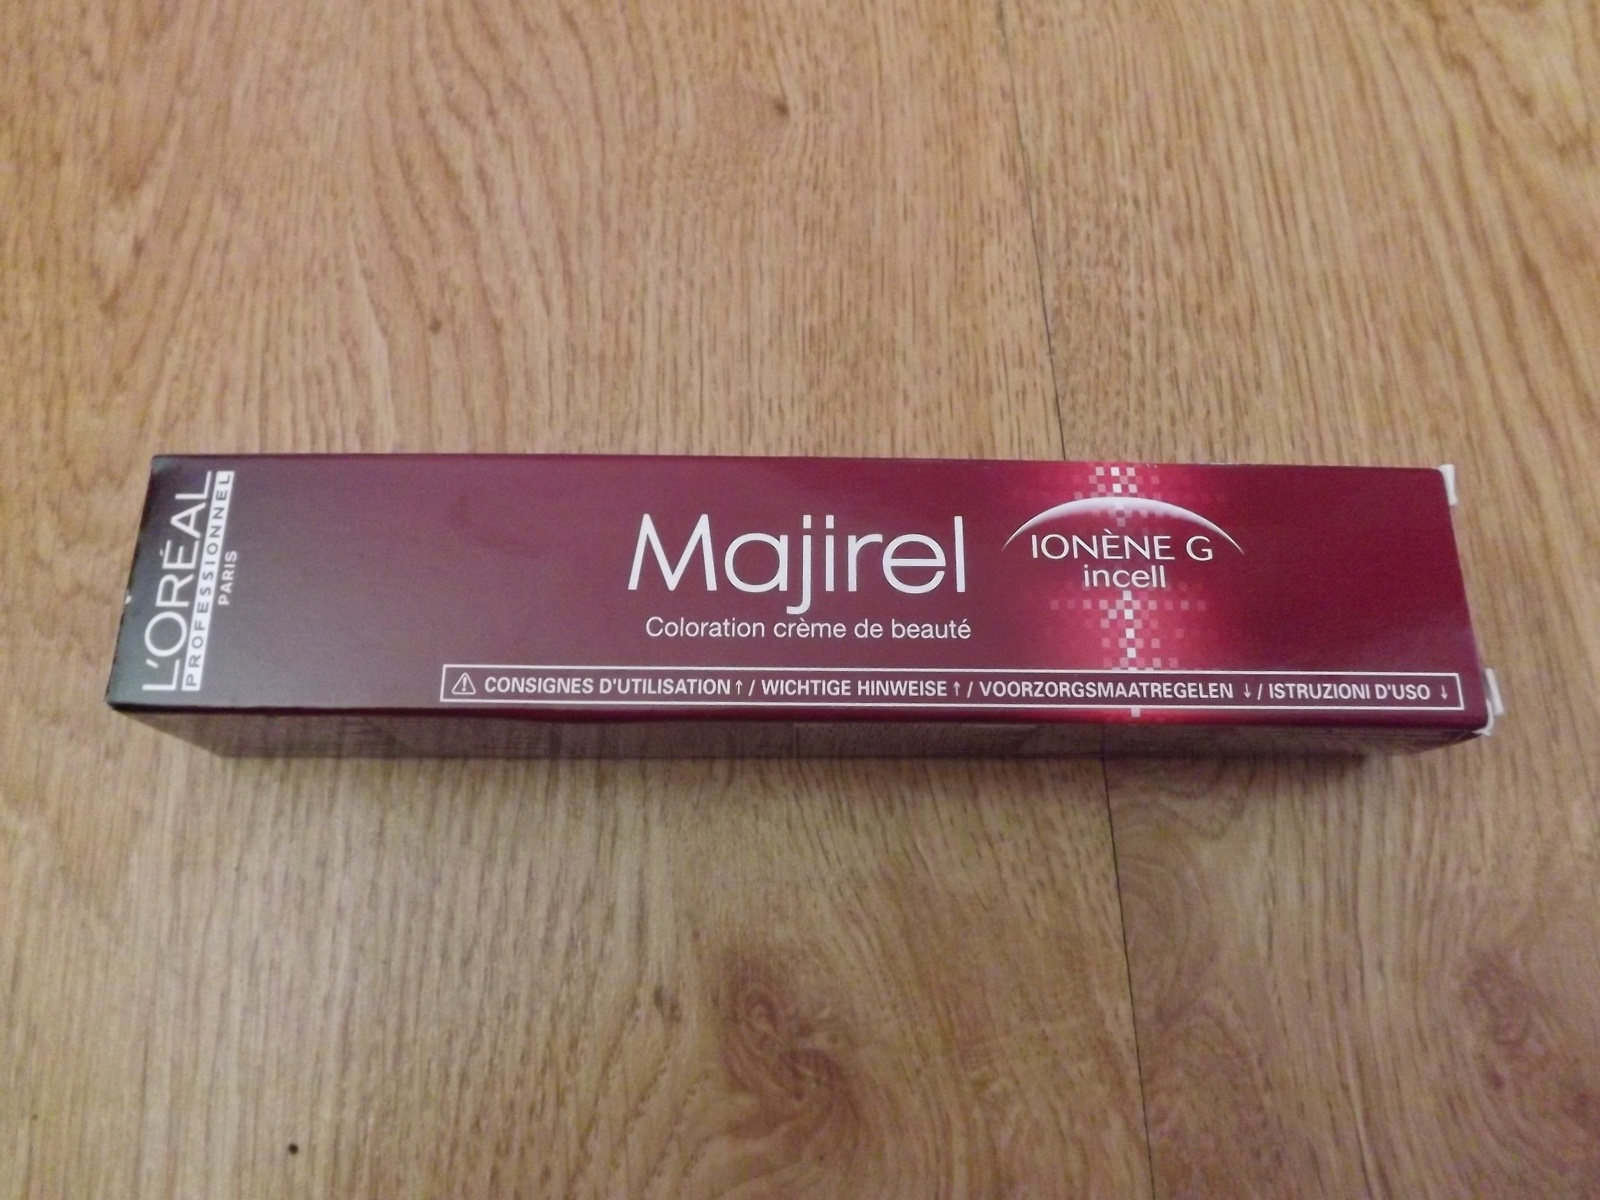 L'ORÉAL
PROFESSIONNEL
PARIS
Majirel
Coloration crème de beauté
IONÈNE G
incell
⚠ CONSIGNES D'UTILISATION ↑ / WICHTIGE HINWEISE ↑ / VOORZORGSMAATREGELEN ↓ / ISTRUZIONI D'USO ↓